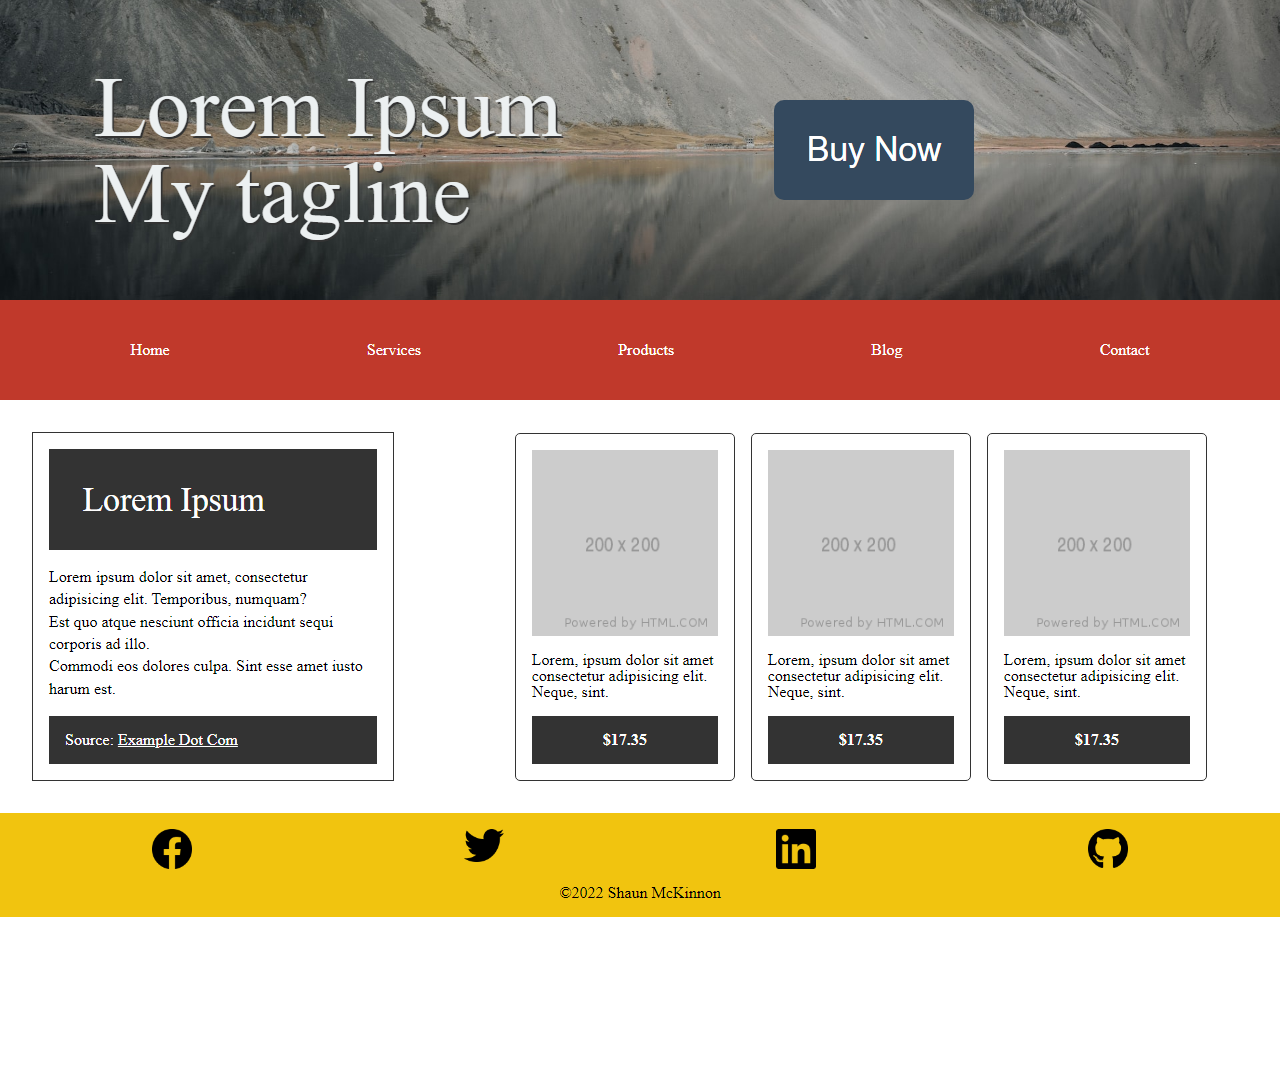 Lorem Ipsum
My tagline
Buy Now
Home
Services
Products
Blog
Contact
Lorem Ipsum
Lorem ipsum dolor sit amet, consectetur
adipisicing elit. Temporibus, numquam?
Est quo atque nesciunt officia incidunt sequi
corporis ad illo.
Commodi eos dolores culpa. Sint esse amet iusto
harum est.
Source: Example Dot Com
200 x 200
Powered by HTML.COM
Lorem, ipsum dolor sit amet
consectetur adipisicing elit.
Neque, sint.
$17.35
200 x 200
Powered by HTML.COM
Lorem, ipsum dolor sit amet
consectetur adipisicing elit.
Neque, sint.
$17.35
200 x 200
Powered by HTML.COM
Lorem, ipsum dolor sit amet
consectetur adipisicing elit.
Neque, sint.
$17.35
©2022 Shaun McKinnon